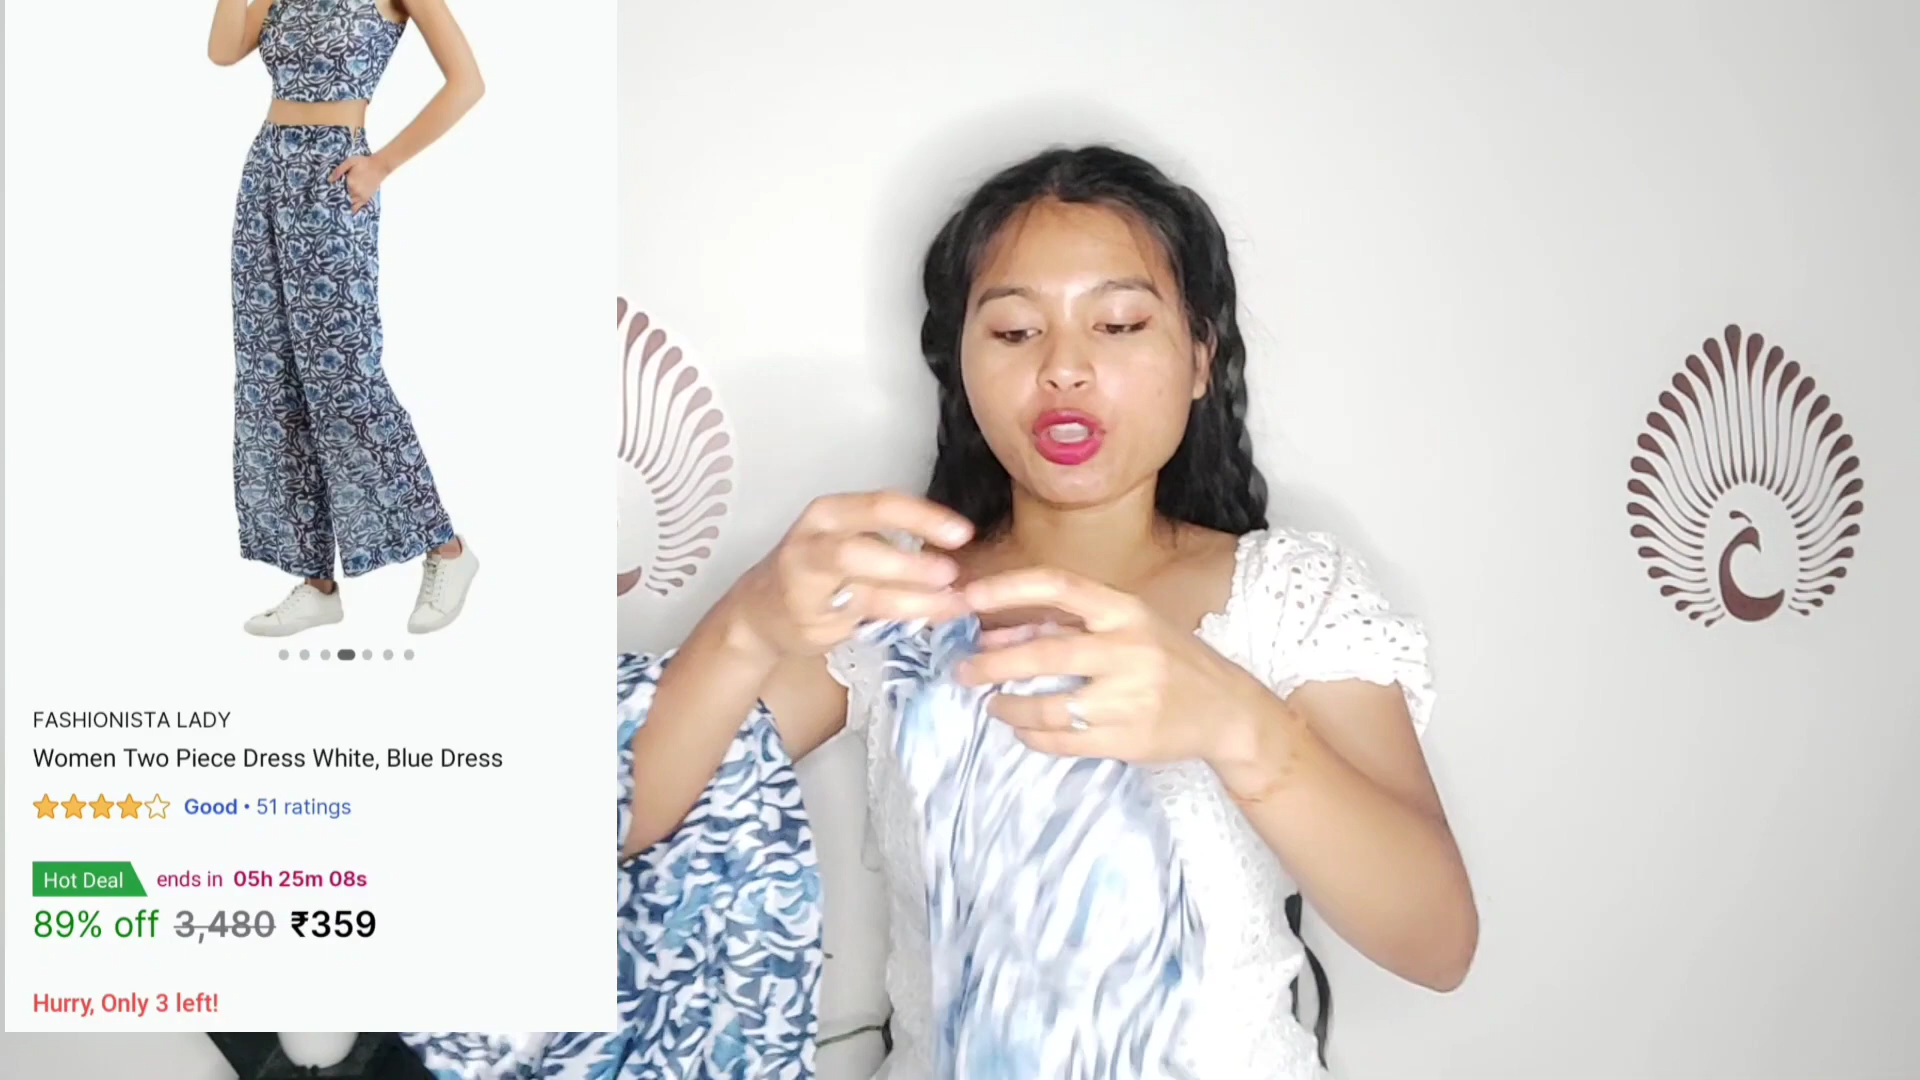 FASHIONISTA LADY
Women Two Piece Dress White, Blue Dress
Good • 51 ratings
Hot Deal ends in 05h 25m 08s
89% off 3,480 ₹359
Hurry, Only 3 left!